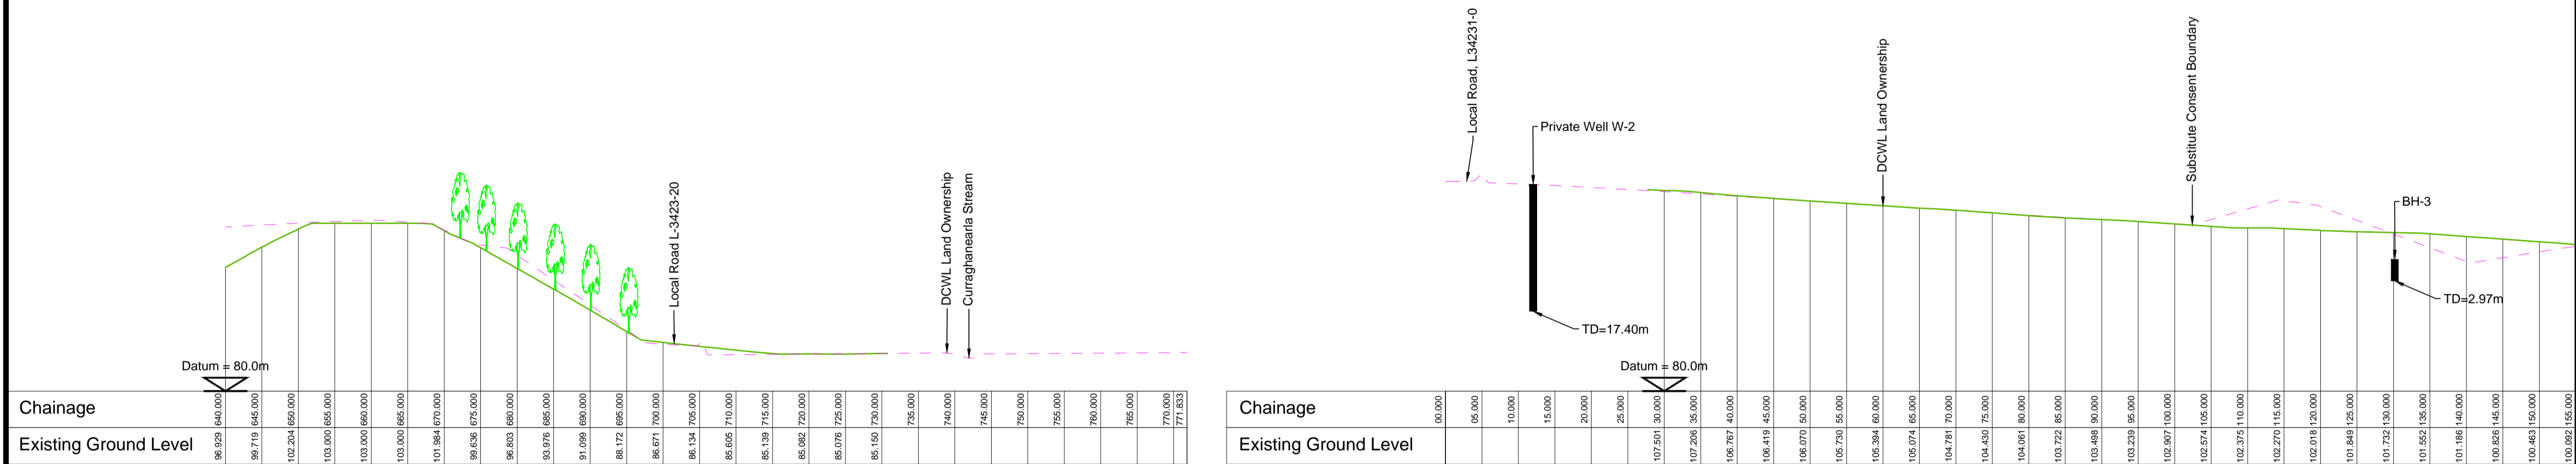 Local Road L-3423-20
DCWL Land Ownership
Curraghanearla Stream
Datum = 80.0m
Chainage
640.000 645.000 650.000 655.000 660.000 665.000 670.000 675.000 680.000 685.000 690.000 695.000 700.000 705.000 710.000 715.000 720.000 725.000 730.000 735.000 740.000 745.000 750.000 755.000 760.000 765.000 770.000 771.833
Existing Ground Level
96.929 99.719 102.204 103.000 103.000 103.000 101.984 99.636 96.803 93.976 91.099 88.172 86.671 86.134 85.605 85.139 85.082 85.076 85.150
Local Road, L34231-0
Private Well W-2
TD=17.40m
DCWL Land Ownership
Substitute Consent Boundary
BH-3
TD=2.97m
Datum = 80.0m
Chainage
00.000 05.000 10.000 15.000 20.000 25.000 30.000 35.000 40.000 45.000 50.000 55.000 60.000 65.000 70.000 75.000 80.000 85.000 90.000 95.000 100.000 105.000 110.000 115.000 120.000 125.000 130.000 135.000 140.000 145.000 150.000 155.000
Existing Ground Level
107.501 107.206 106.767 106.419 106.070 105.730 105.394 105.074 104.781 104.430 104.061 103.722 103.498 103.239 102.907 102.574 102.375 102.270 102.018 101.849 101.732 101.552 101.186 100.826 100.463 100.092